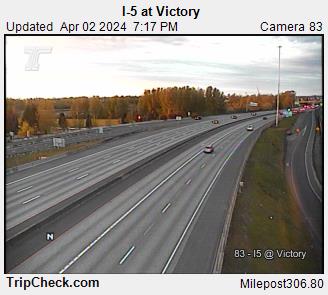 I-5 at Victory
Updated Apr 02 2024 7:17 PM Camera 83
T
N
83 - I5 @ Victory
TripCheck.com Milepost306.80